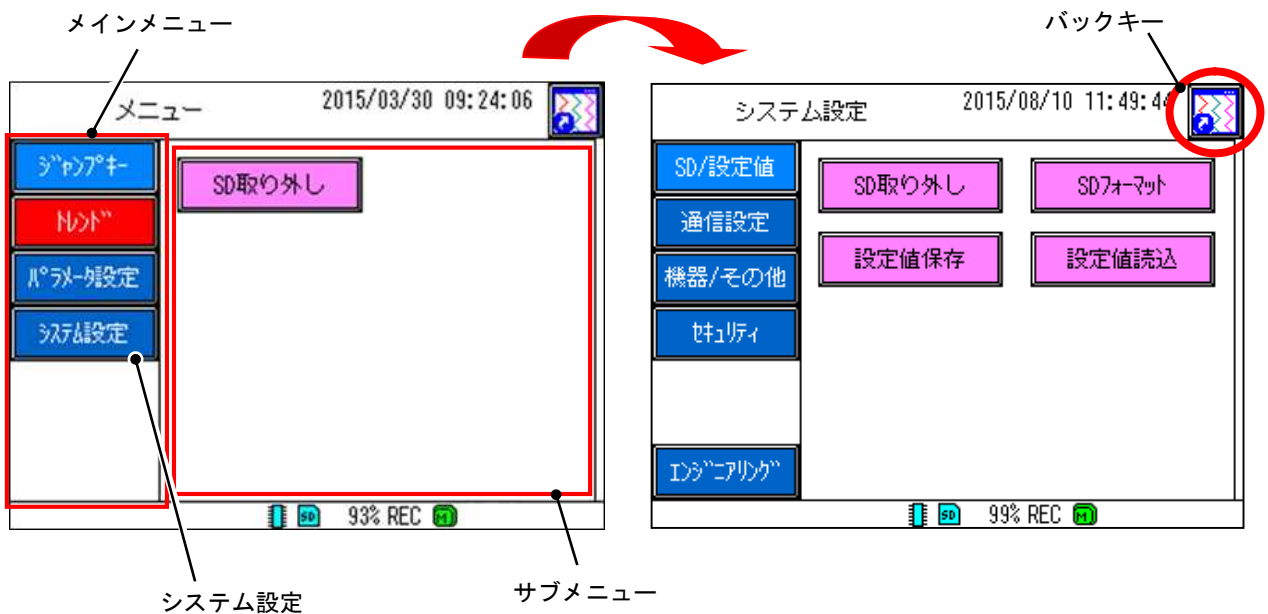 メインメニュー
バックキー
メニュー
2015/03/30 09:24:06
ジャンプキー
トレンド
パラメータ設定
システム設定
SD取り外し
SD
93% REC
M
システム設定
サブメニュー
システム設定
2015/08/10 11:49:44
SD/設定値
通信設定
機器/その他
セキュリティ
エンジニアリング
SD取り外し
SDフォーマット
設定値保存
設定値読込
SD
99% REC
M